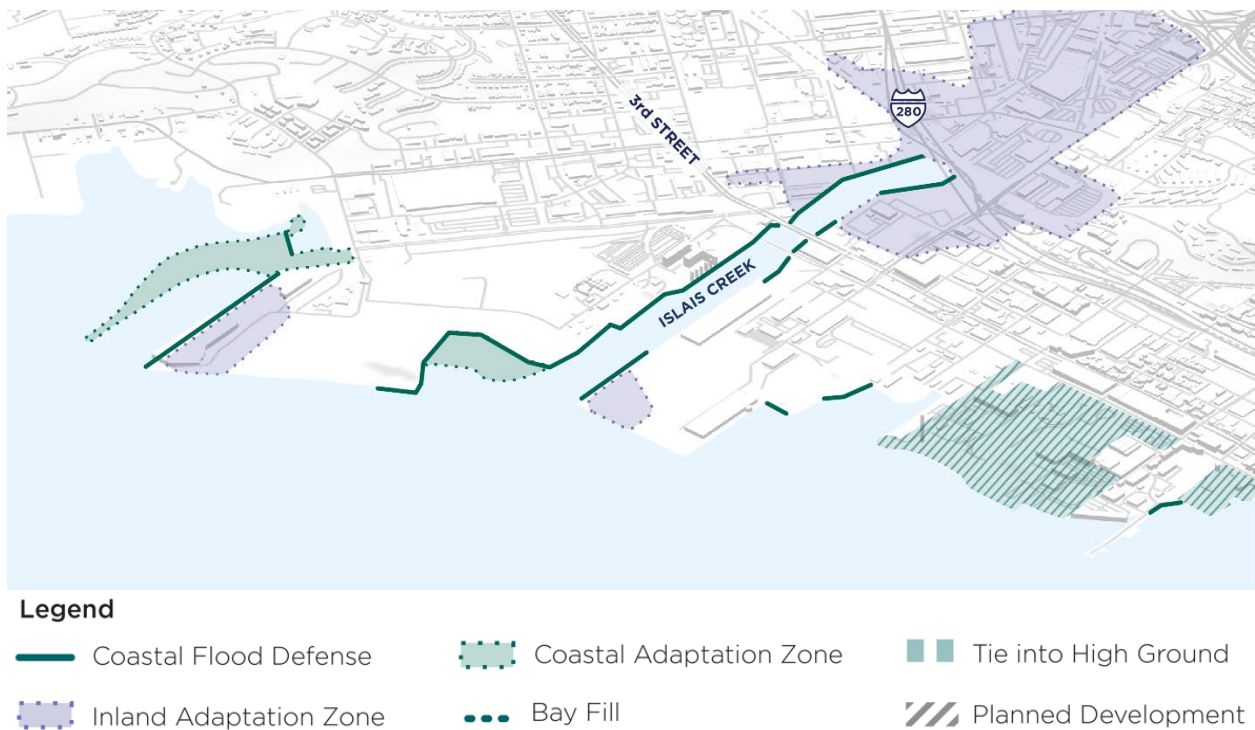 280
3rd STREET
ISLAIS CREEK
Legend
Coastal Flood Defense
Coastal Adaptation Zone
Tie into High Ground
Inland Adaptation Zone
Bay Fill
Planned Development